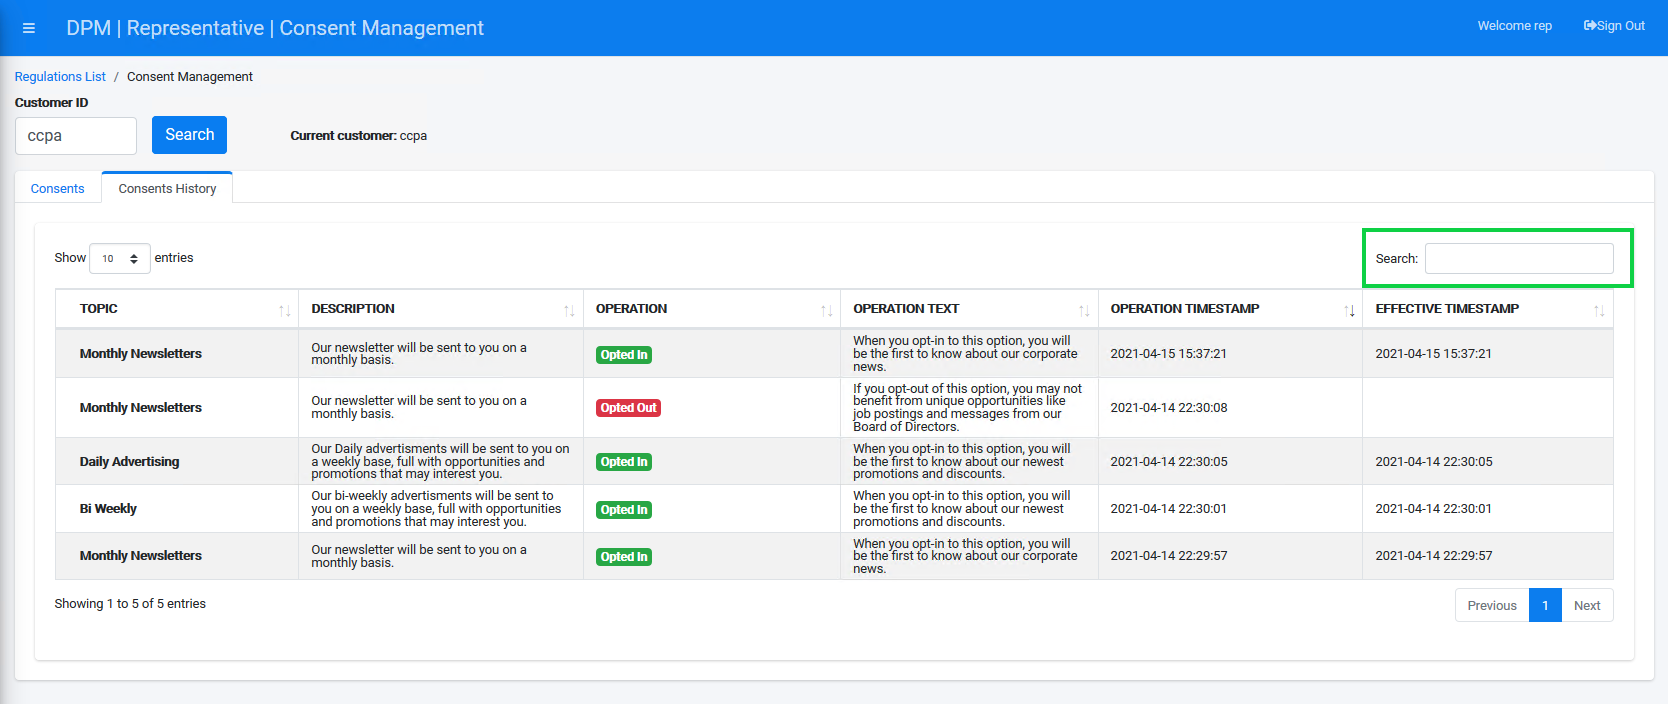 DPM | Representative | Consent Management
Welcome rep
Sign Out
Regulations List / Consent Management
Customer ID
ccpa
Search
Current customer: ccpa
Consents
Consents History
Show 10 entries
Search:
TOPIC
DESCRIPTION
OPERATION
OPERATION TEXT
OPERATION TIMESTAMP
EFFECTIVE TIMESTAMP
Monthly Newsletters
Our newsletter will be sent to you on a
monthly basis.
Opted In
When you opt-in to this option, you will
be the first to know about our corporate
news.
2021-04-15 15:37:21
2021-04-15 15:37:21
Monthly Newsletters
Our newsletter will be sent to you on a
monthly basis.
Opted Out
If you opt-out of this option, you may not
benefit from unique opportunities like
job postings and messages from our
Board of Directors.
2021-04-14 22:30:08
Daily Advertising
Our Daily advertisments will be sent to you on
a weekly base, full with opportunities and
promotions that may interest you.
Opted In
When you opt-in to this option, you will
be the first to know about our newest
promotions and discounts.
2021-04-14 22:30:05
2021-04-14 22:30:05
Bi Weekly
Our bi-weekly advertisments will be sent to
you on a weekly base, full with opportunities
and promotions that may interest you.
Opted In
When you opt-in to this option, you will
be the first to know about our newest
promotions and discounts.
2021-04-14 22:30:01
2021-04-14 22:30:01
Monthly Newsletters
Our newsletter will be sent to you on a
monthly basis.
Opted In
When you opt-in to this option, you will
be the first to know about our corporate
news.
2021-04-14 22:29:57
2021-04-14 22:29:57
Showing 1 to 5 of 5 entries
Previous 1 Next